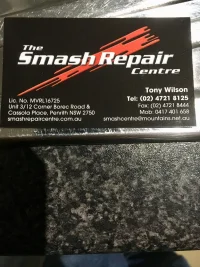 The
Smash Repair
Centre
Tony Wilson
Lic. No. MVRL16725
Unit 3/12 Corner Borec Road &
Cassola Place, Penrith NSW 2750
smashrepaircentre.com.au
Tel: (02) 4721 8125
Fax: (02) 4721 8444
Mob: 0417 401 658
smashcentre@mountains.net.au